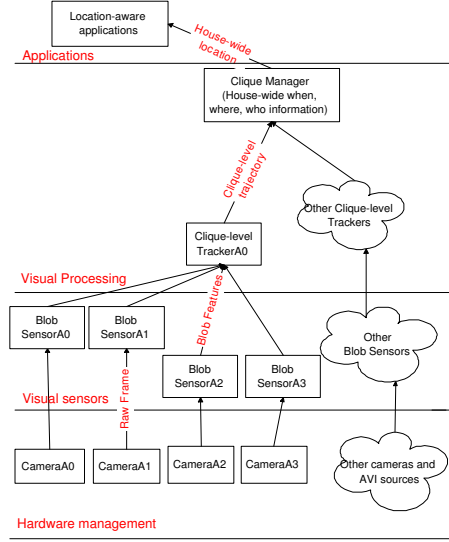 Location-aware
applications
House-wide
location
Applications
Clique Manager
(House-wide when,
where, who information)
Clique-level
trajectory
Other Clique-level
Trackers
Clique-level
TrackerA0
Visual Processing
Blob
SensorA0
Blob
SensorA1
Blob Features
Other
Blob Sensors
Blob
SensorA2
Blob
SensorA3
Raw Frame
Visual sensors
CameraA0
CameraA1
CameraA2
CameraA3
Other cameras and
AVI sources
Hardware management